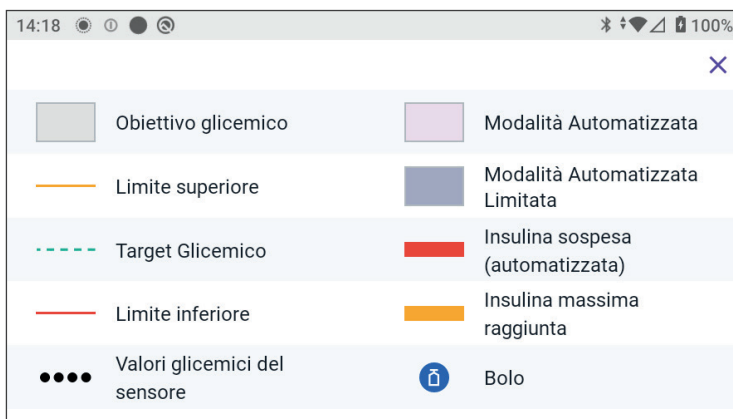 14:18 100%
Obiettivo glicemico
Modalità Automatizzata
Limite superiore
Modalità Automatizzata
Limitata
Target Glicemico
Insulina sospesa
(automatizzata)
Limite inferiore
Insulina massima
raggiunta
Valori glicemici del
sensore
Bolo